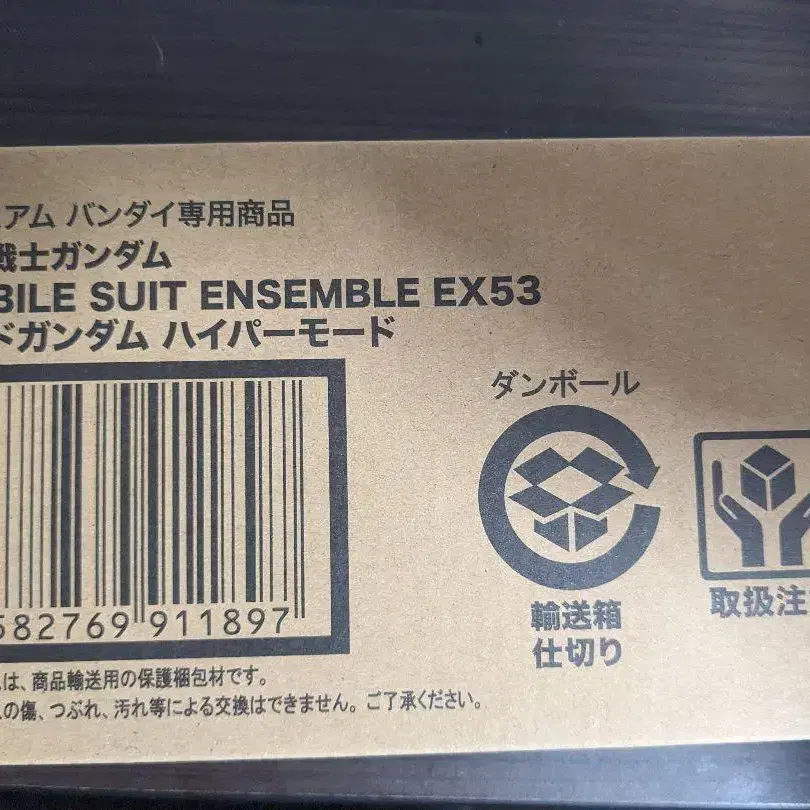 ュアム バンダイ専用商品
戦士ガンダム
BILE SUIT ENSEMBLE EX53
ドガンダム ハイパーモード
ダンボール
輸送箱
仕切り
取扱注
582769 911897
は、商品輸送用の保護梱包材です。
の傷、つぶれ、汚れ等による交換はできません。ご了承ください。